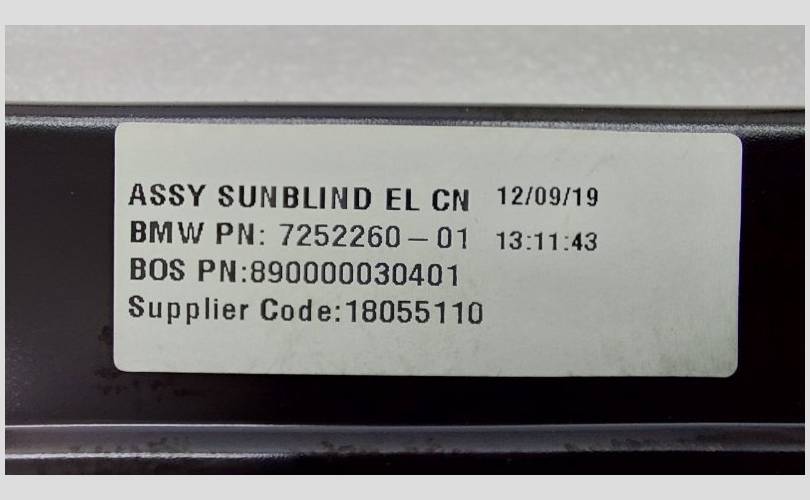 ASSY SUNBLIND EL CN 12/09/19
BMW PN: 7252260-01 13:11:43
BOS PN:890000030401
Supplier Code:18055110